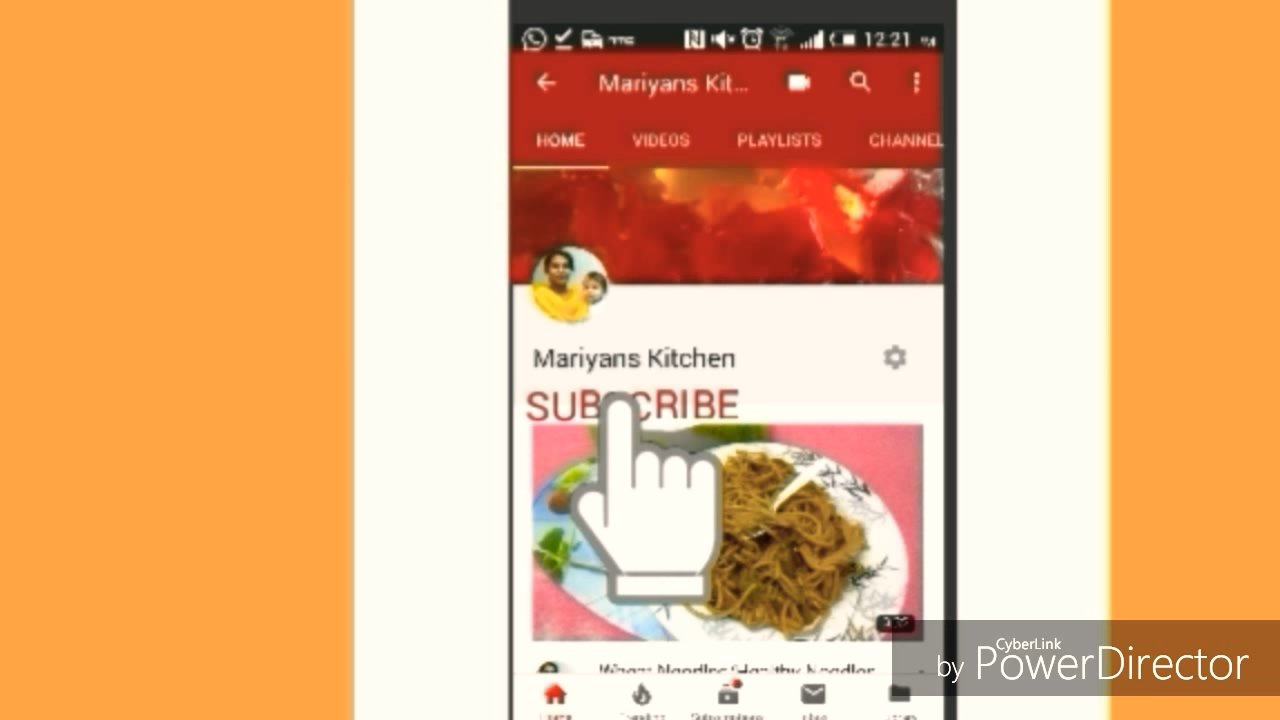 12:21
Mariyans Kit...
HOME VIDEOS PLAYLISTS CHANNEL
Mariyans Kitchen
SUBSCRIBE
CyberLink
by PowerDirector